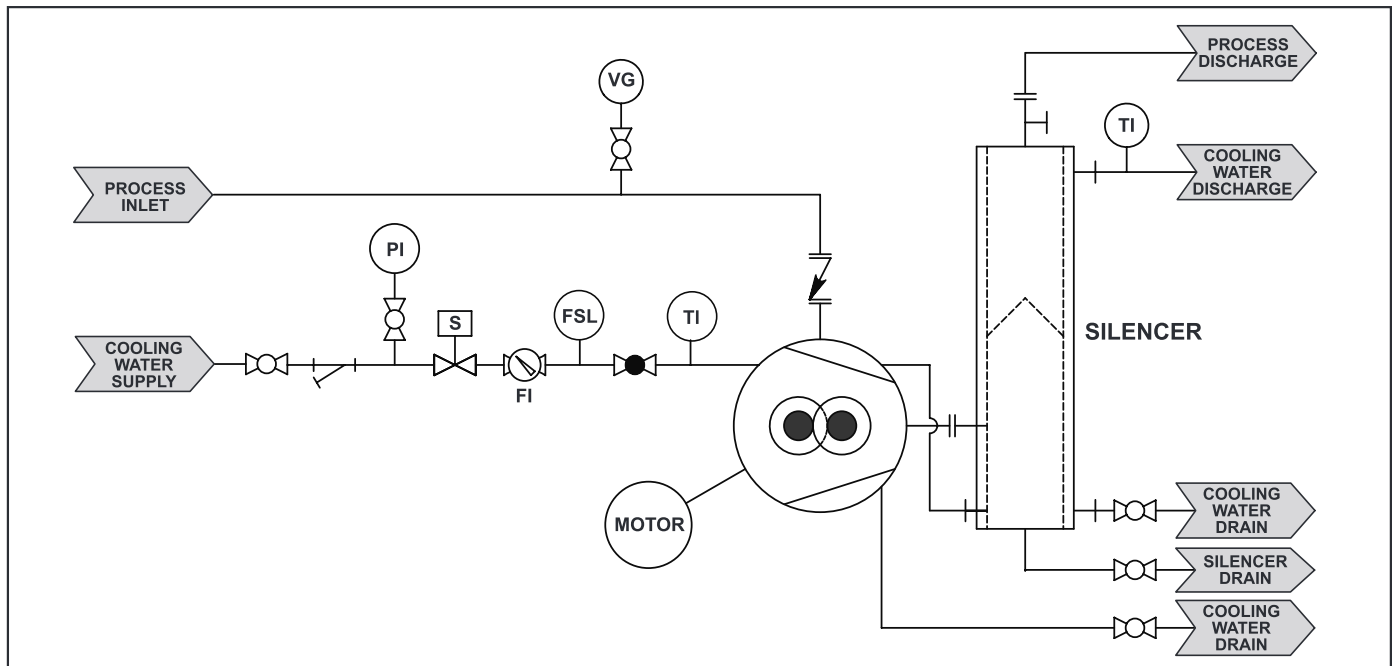 PROCESS
DISCHARGE
VG
TI
COOLING
WATER
DISCHARGE
PROCESS
INLET
PI
S
FSL
TI
SILENCER
COOLING
WATER
SUPPLY
FI
MOTOR
COOLING
WATER
DRAIN
SILENCER
DRAIN
COOLING
WATER
DRAIN